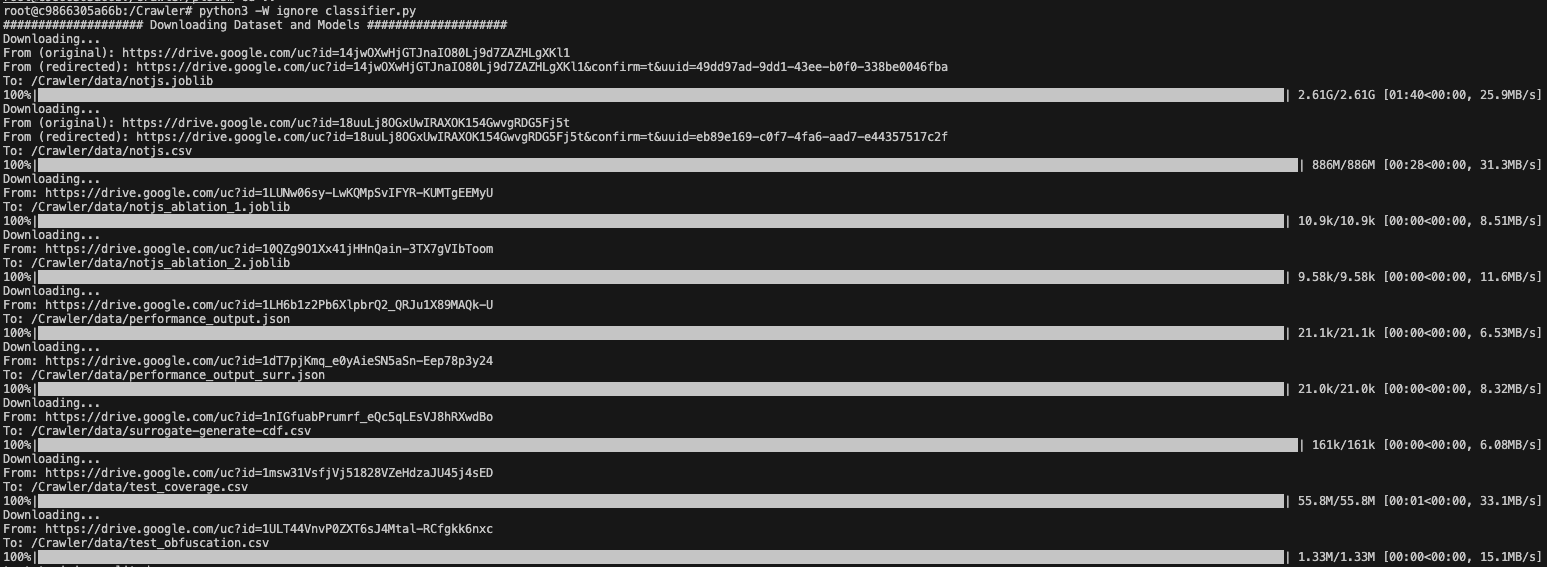 root@c9866305a66b:/Crawler# python3 -W ignore classifier.py
#################### Downloading Dataset and Models ####################
Downloading...
From (original): https://drive.google.com/uc?id=14jwOXwHjGTJnaIO80Lj9d7ZAZHLgXKl1
From (redirected): https://drive.google.com/uc?id=14jwOXwHjGTJnaIO80Lj9d7ZAZHLgXKl1&confirm=t&uuid=49dd97ad-9dd1-43ee-b0f0-338be0046fba
To: /Crawler/data/notjs.joblib
100%| | 2.61G/2.61G [01:40<00:00, 25.9MB/s]
Downloading...
From (original): https://drive.google.com/uc?id=18uuLj8OGxUwIRAXOK154GwvgRDG5Fj5t
From (redirected): https://drive.google.com/uc?id=18uuLj8OGxUwIRAXOK154GwvgRDG5Fj5t&confirm=t&uuid=eb89e169-c0f7-4fa6-aad7-e44357517c2f
To: /Crawler/data/notjs.csv
100%| | 886M/886M [00:28<00:00, 31.3MB/s]
Downloading...
From: https://drive.google.com/uc?id=1LUNw06sy-LwKQMpSvIFYR-KUMTgEEMyU
To: /Crawler/data/notjs_ablation_1.joblib
100%| | 10.9k/10.9k [00:00<00:00, 8.51MB/s]
Downloading...
From: https://drive.google.com/uc?id=10QZg9O1Xx41jHHnQain-3TX7gVIbToom
To: /Crawler/data/notjs_ablation_2.joblib
100%| | 9.58k/9.58k [00:00<00:00, 11.6MB/s]
Downloading...
From: https://drive.google.com/uc?id=1LH6b1z2Pb6XlpbrQ2_QRJu1X89MAQk-U
To: /Crawler/data/performance_output.json
100%| | 21.1k/21.1k [00:00<00:00, 6.53MB/s]
Downloading...
From: https://drive.google.com/uc?id=1dT7pjKmq_e0yAieSN5aSn-Eep78p3y24
To: /Crawler/data/performance_output_surr.json
100%| | 21.0k/21.0k [00:00<00:00, 8.32MB/s]
Downloading...
From: https://drive.google.com/uc?id=1nIGfuabPrumrf_eQc5qLEsVJ8hRXwdBo
To: /Crawler/data/surrogate-generate-cdf.csv
100%| | 161k/161k [00:00<00:00, 6.08MB/s]
Downloading...
From: https://drive.google.com/uc?id=1msw31VsfjVj51828VZeHdzaJU45j4sED
To: /Crawler/data/test_coverage.csv
100%| | 55.8M/55.8M [00:01<00:00, 33.1MB/s]
Downloading...
From: https://drive.google.com/uc?id=1ULT44VnvP0ZXT6sJ4Mtal-RCfgkk6nxc
To: /Crawler/data/test_obfuscation.csv
100%| | 1.33M/1.33M [00:00<00:00, 15.1MB/s]